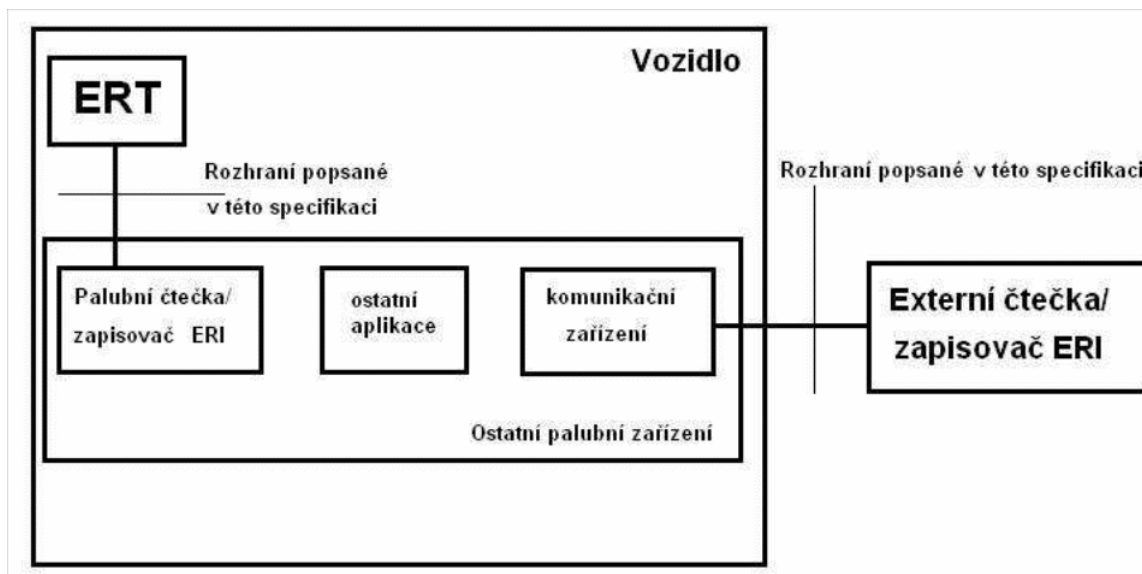 Vozidlo
ERT
Rozhraní popsané
v této specifikaci
Rozhraní popsané v této specifikaci
Palubní čtečka/
zapisovač ERI
ostatní
aplikace
komunikační
zařízení
Externí čtečka/
zapisovač ERI
Ostatní palubní zařízení